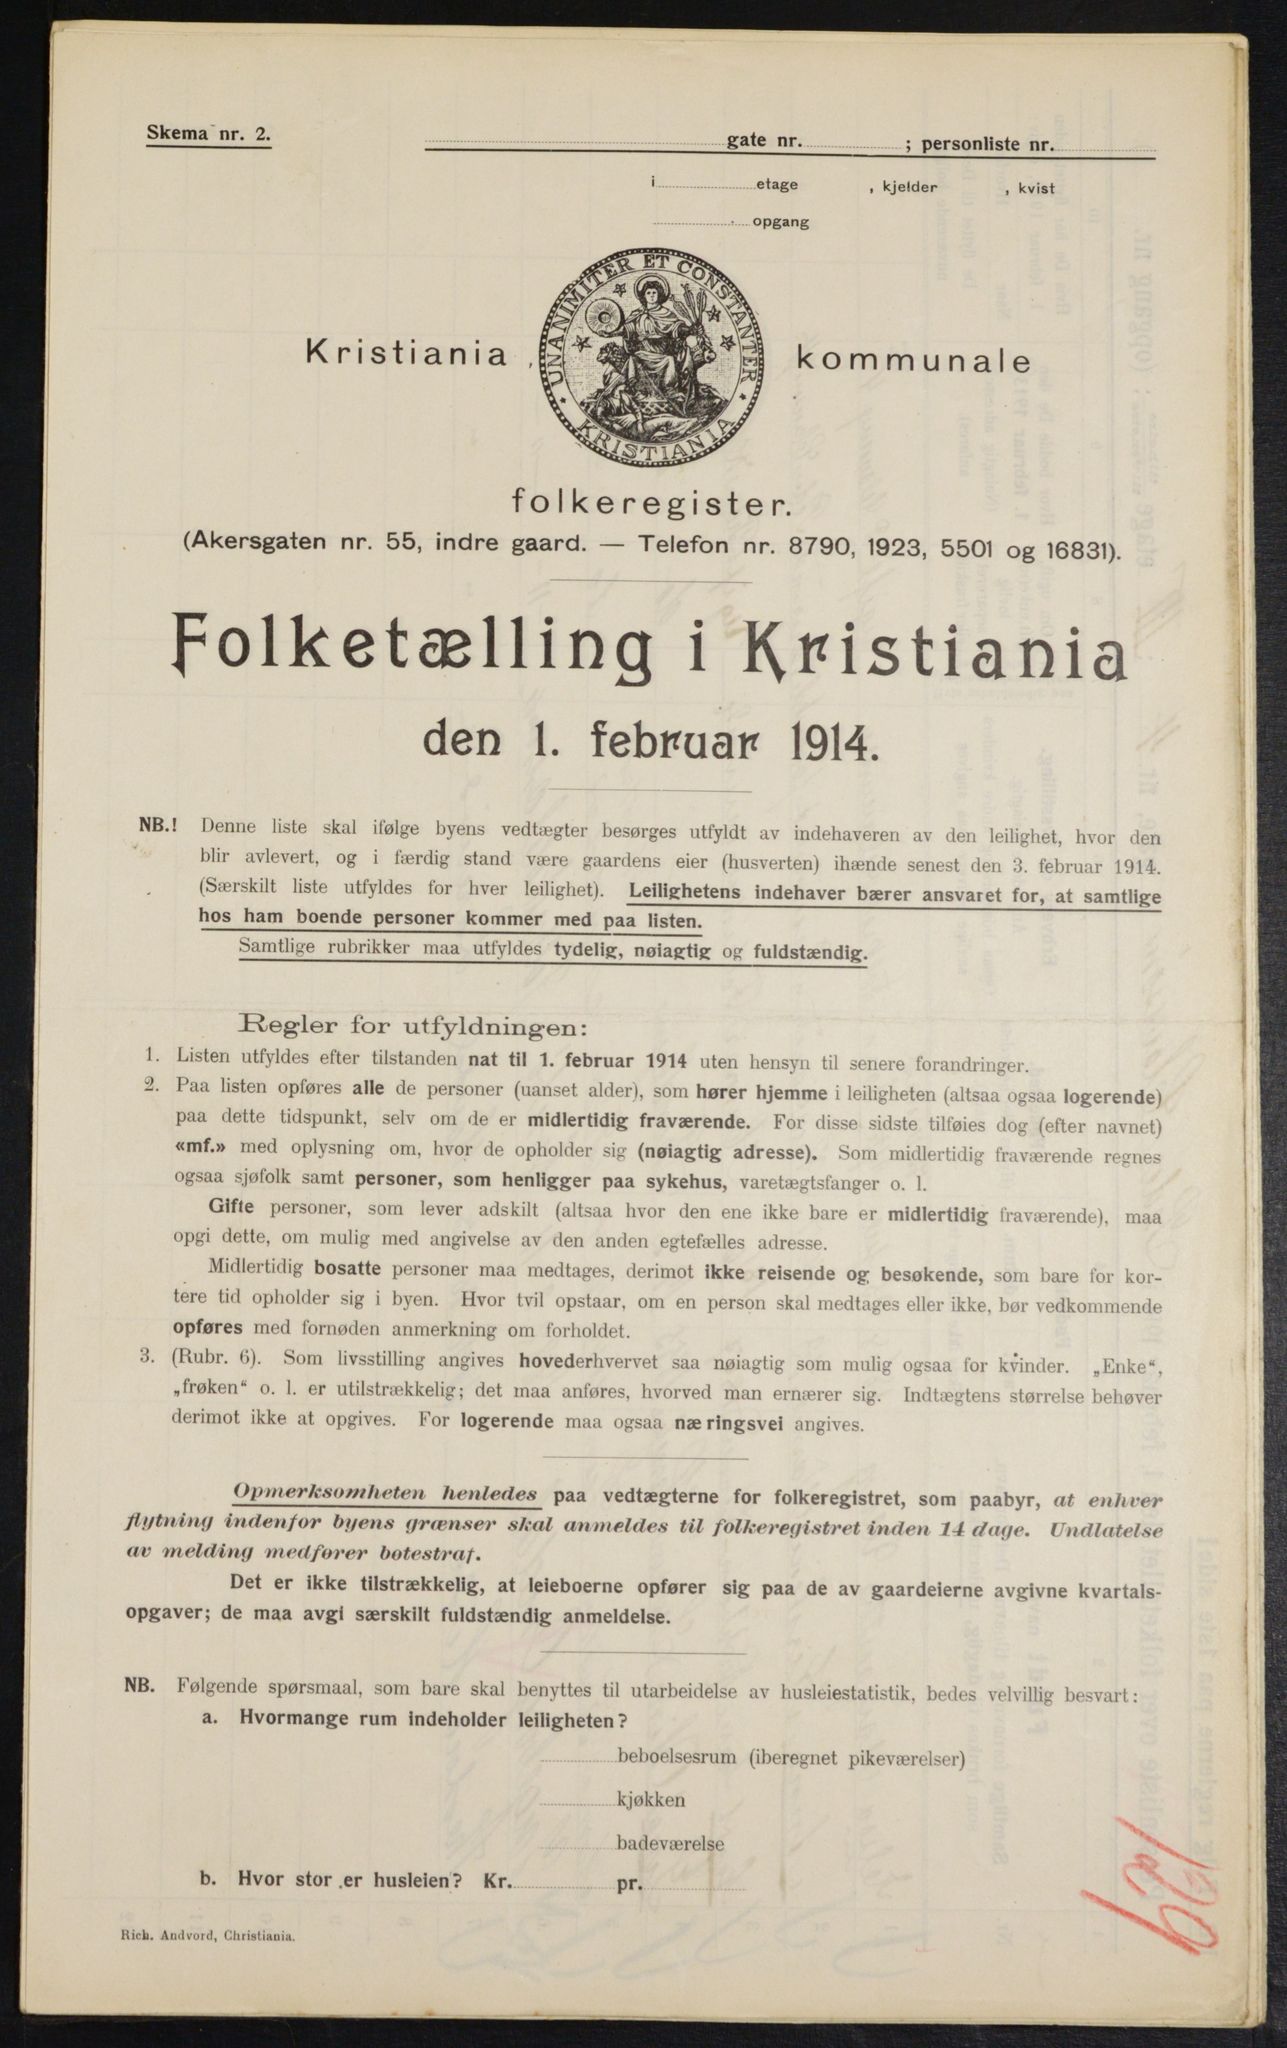 Skema nr. 2. gate nr. ; personliste nr.
i etage , kjelder , kvist
opgang
UNANIMITER ET CONSTANTER
KRISTIANIA
Kristiania kommunale
folkeregister.
(Akersgaten nr. 55, indre gaard. — Telefon nr. 8790, 1923, 5501 og 16831).
Folketælling i Kristiania
den 1. februar 1914.
NB.! Denne liste skal ifølge byens vedtægter besørges utfyldt av indehaveren av den leilighet, hvor den
blir avlevert, og i færdig stand være gaardens eier (husverten) ihænde senest den 3. februar 1914.
(Særskilt liste utfyldes for hver leilighet). Leilighetens indehaver bærer ansvaret for, at samtlige
hos ham boende personer kommer med paa listen.
Samtlige rubrikker maa utfyldes tydelig, nøiagtig og fuldstændig.
Regler for utfyldningen:
1. Listen utfyldes efter tilstanden nat til 1. februar 1914 uten hensyn til senere forandringer.
2. Paa listen opføres alle de personer (uanset alder), som hører hjemme i leiligheten (altsaa ogsaa logerende)
paa dette tidspunkt, selv om de er midlertidig fraværende. For disse sidste tilføies dog (efter navnet)
«mf.» med oplysning om, hvor de opholder sig (nøiagtig adresse). Som midlertidig fraværende regnes
ogsaa sjøfolk samt personer, som henligger paa sykehus, varetægtsfanger o. l.
Gifte personer, som lever adskilt (altsaa hvor den ene ikke bare er midlertidig fraværende), maa
opgi dette, om mulig med angivelse av den anden egtefælles adresse.
Midlertidig bosatte personer maa medtages, derimot ikke reisende og besøkende, som bare for kor-
tere tid opholder sig i byen. Hvor tvil opstaar, om en person skal medtages eller ikke, bør vedkommende
opføres med fornøden anmerkning om forholdet.
3. (Rubr. 6). Som livsstilling angives hovederhvervet saa nøiagtig som mulig ogsaa for kvinder. „Enke“,
„frøken“ o. l. er utilstrækkelig; det maa anføres, hvorved man ernærer sig. Indtægtens størrelse behøver
derimot ikke at opgives. For logerende maa ogsaa næringsvei angives.
Opmerksomheten henledes paa vedtægterne for folkeregistret, som paabyr, at enhver
flytning indenfor byens grænser skal anmeldes til folkeregistret inden 14 dage. Undlatelse
av melding medfører bøtestraf.
Det er ikke tilstrækkelig, at leieboerne opfører sig paa de av gaardeierne avgivne kvartals-
opgaver; de maa avgi særskilt fuldstændig anmeldelse.
NB. Følgende spørsmaal, som bare skal benyttes til utarbeidelse av husleiestatistik, bedes velvillig besvart:
a. Hvormange rum indeholder leiligheten?
beboelsesrum (iberegnet pikeværelser)
kjøkken
badeværelse
b. Hvor stor er husleien? Kr. pr.
Rich. Andvord, Christiania.